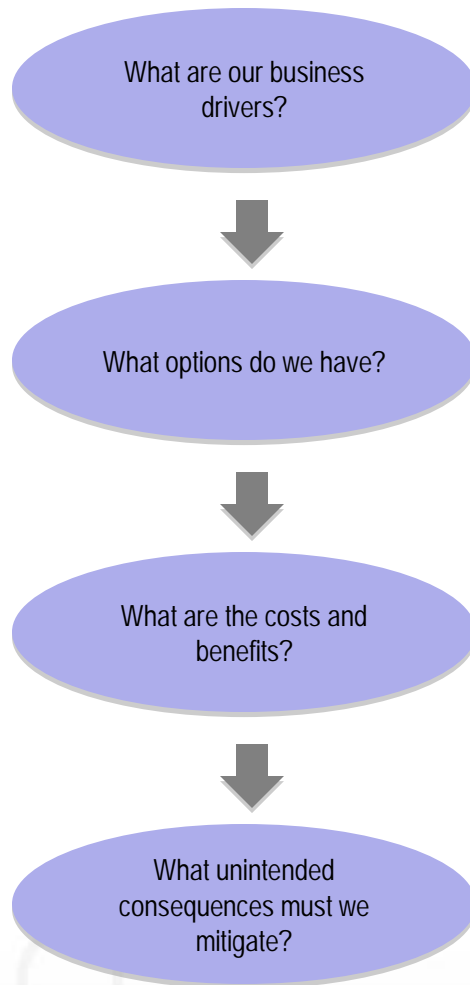 What are our business
drivers?
What options do we have?
What are the costs and
benefits?
What unintended
consequences must we
mitigate?